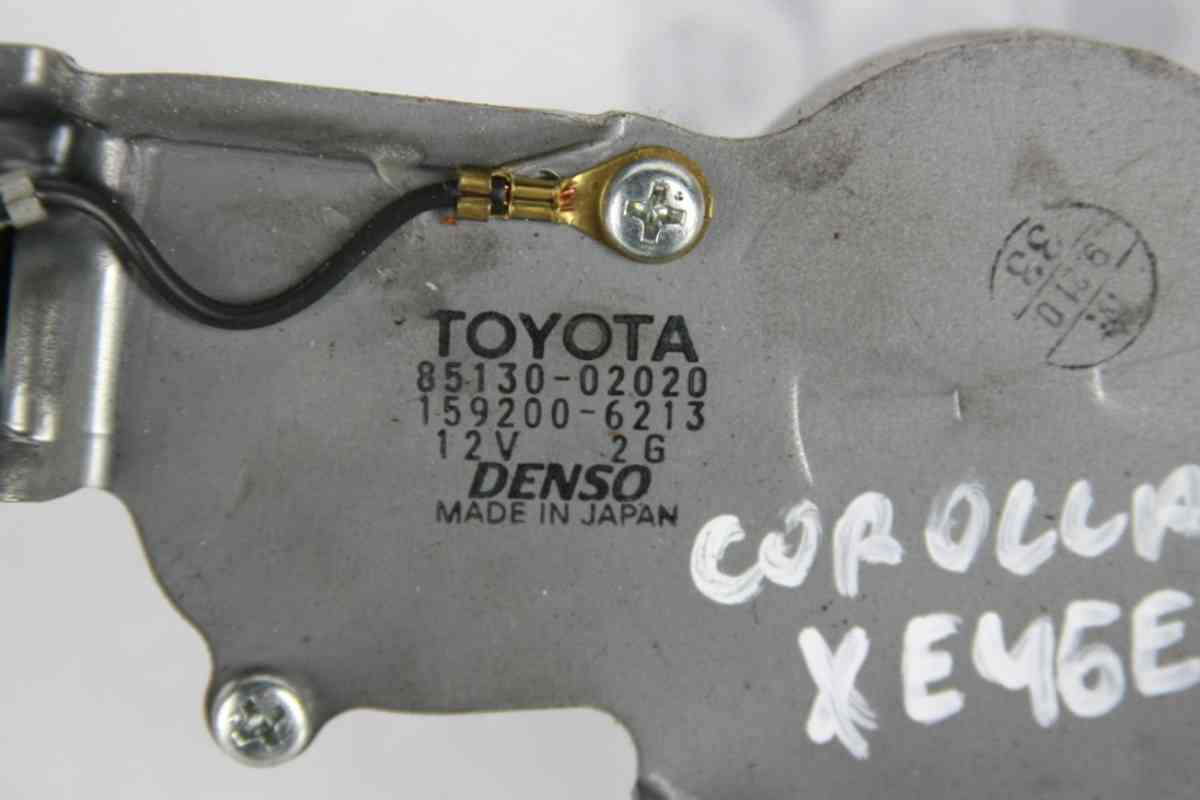 TOYOTA
85130-02020
159200-6213
12V 2G
DENSO
MADE IN JAPAN
COROLLA
ХЕЧБЕ